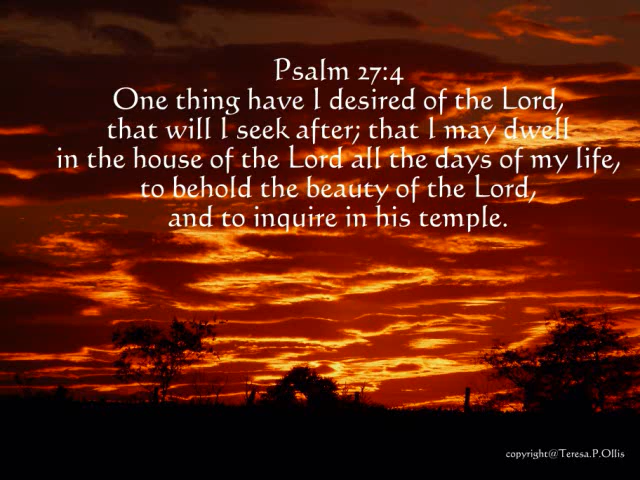 Psalm 27:4
One thing have I desired of the Lord,
that will I seek after; that I may dwell
in the house of the Lord all the days of my life,
to behold the beauty of the Lord,
and to inquire in his temple.
copyright@Teresa.P.Ollis